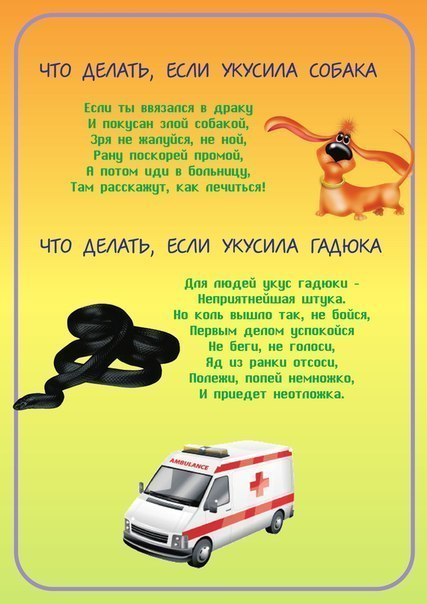 ЧТО ДЕЛАТЬ, ЕСЛИ УКУСИЛА СОБАКА
Если ты ввязался в драку
И покусан злой собакой,
Зря не жалуйся, не ной,
Рану поскорей промой,
А потом иди в больницу,
Там расскажут, как лечиться!
ЧТО ДЕЛАТЬ, ЕСЛИ УКУСИЛА ГАДЮКА
Для людей укус гадюки -
Неприятнейшая штука.
Но коль вышло так, не бойся,
Первым делом успокойся
Не беги, не голоси,
Яд из ранки отсоси,
Полежи, попей немножко,
И приедет неотложка.
AMBULANCE